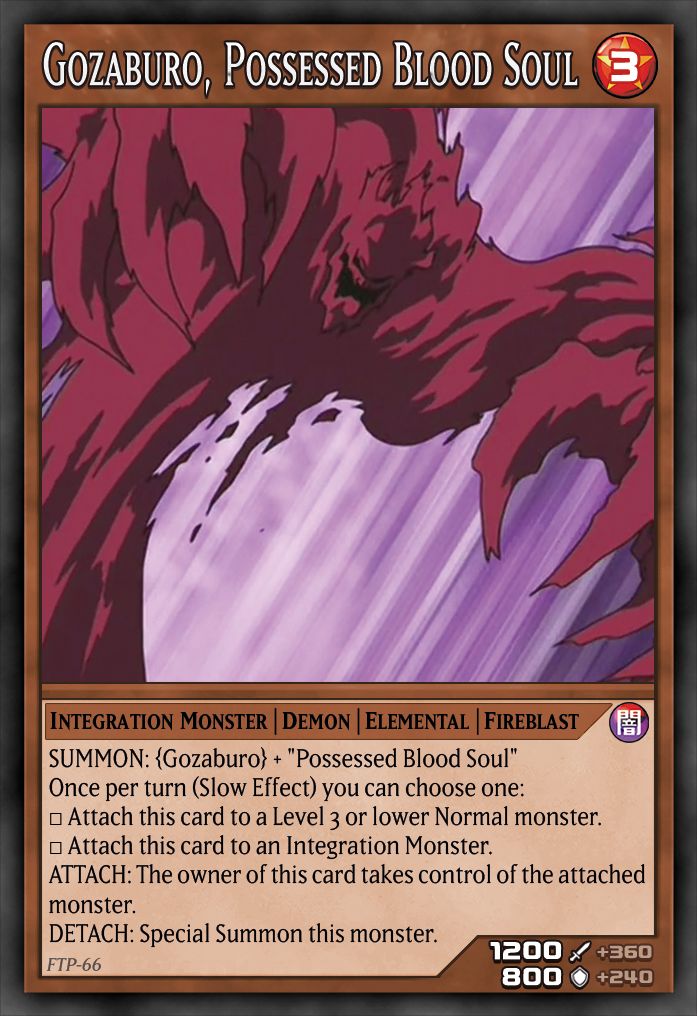 Gozaburo, Possessed Blood Soul
3
Integration Monster | Demon | Elemental | Fireblast
闇
SUMMON: {Gozaburo} + "Possessed Blood Soul"
Once per turn (Slow Effect) you can choose one:
□ Attach this card to a Level 3 or lower Normal monster.
□ Attach this card to an Integration Monster.
ATTACH: The owner of this card takes control of the attached
monster.
DETACH: Special Summon this monster.
1200 +360
FTP-66
800 +240